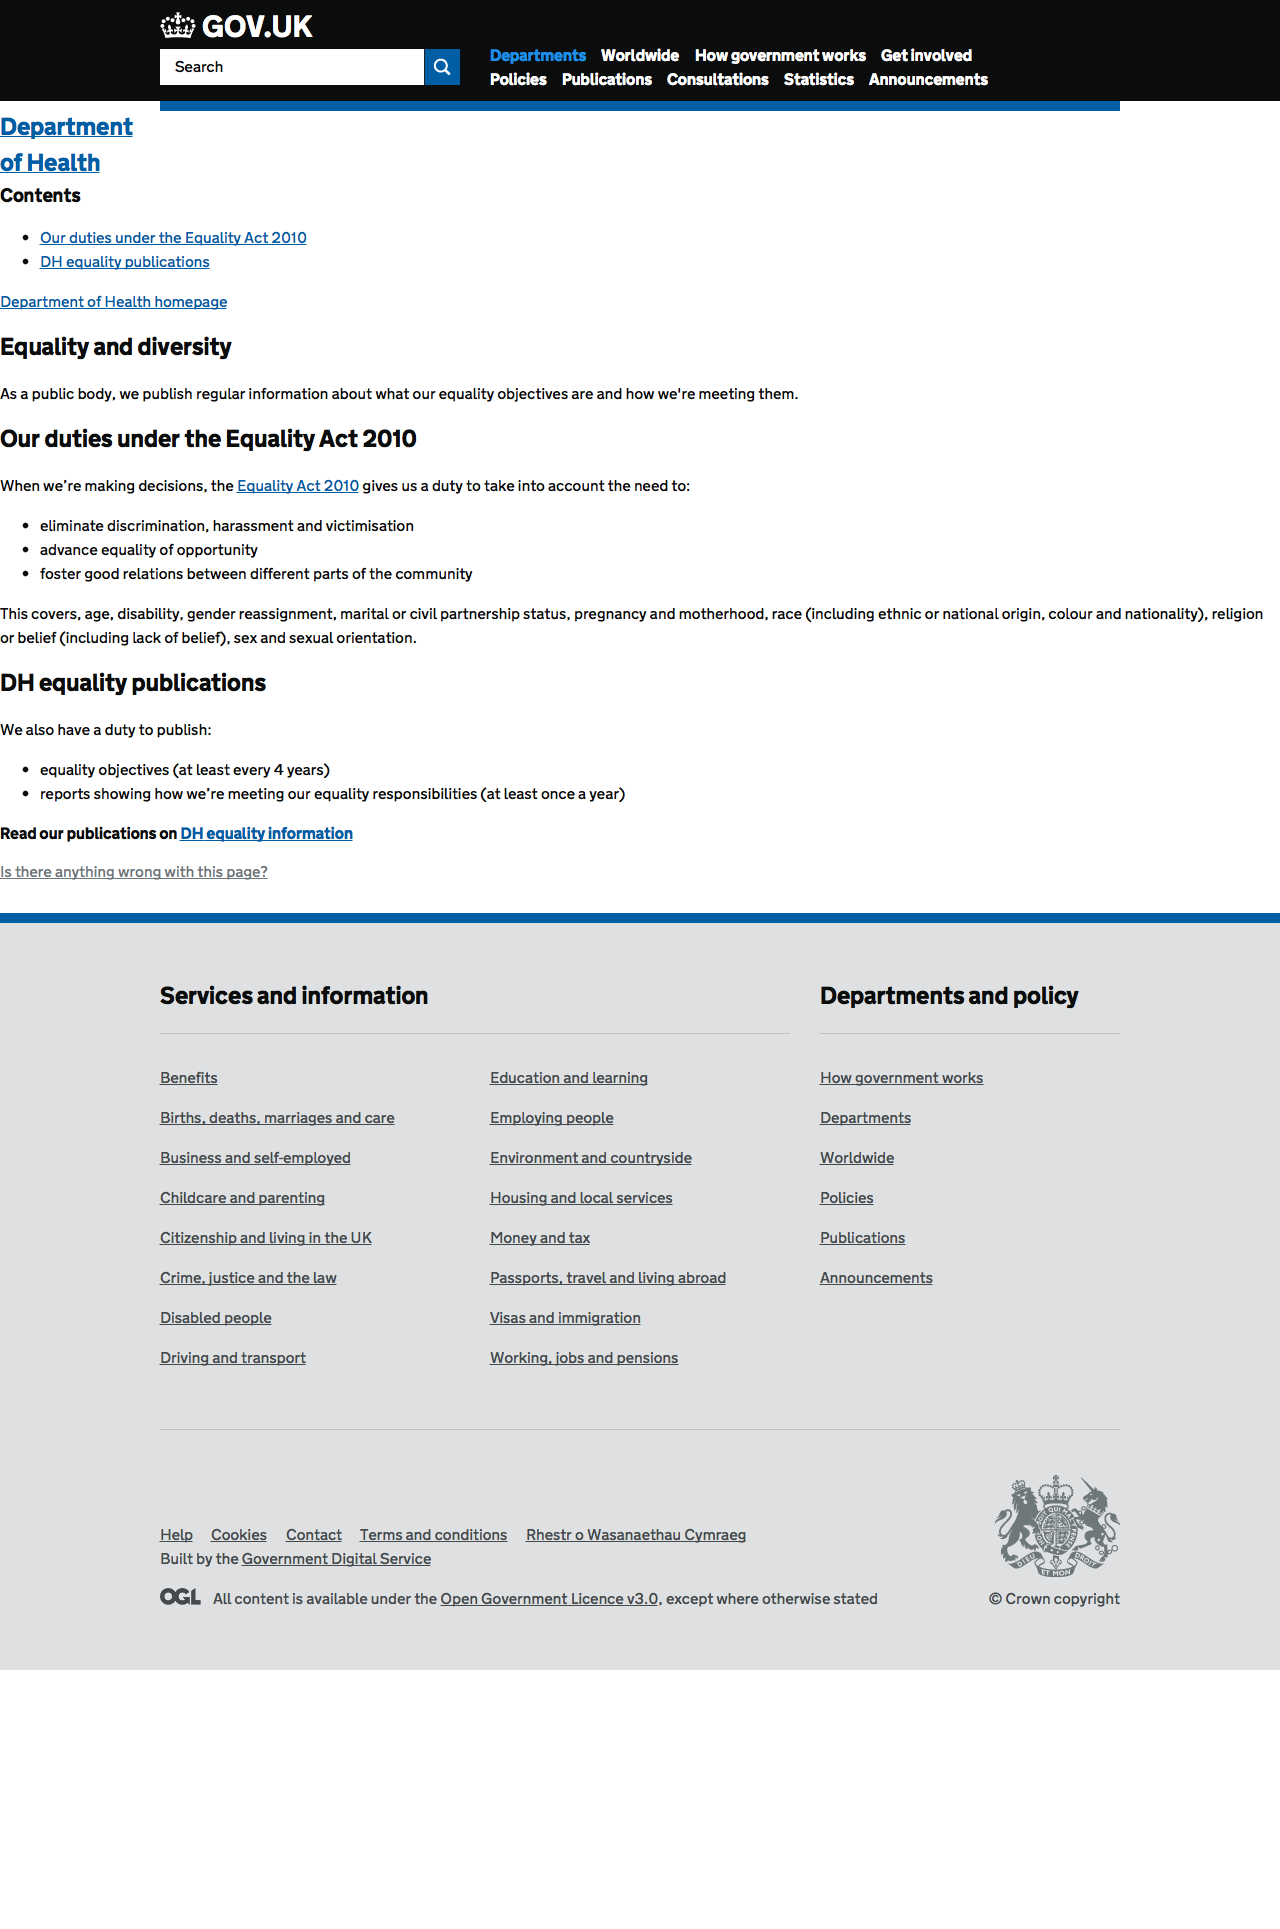 GOV.UK
Search
Departments Worldwide How government works Get involved
Policies Publications Consultations Statistics Announcements
Department
of Health
Contents
Our duties under the Equality Act 2010
DH equality publications
Department of Health homepage
Equality and diversity
As a public body, we publish regular information about what our equality objectives are and how we're meeting them.
Our duties under the Equality Act 2010
When we’re making decisions, the Equality Act 2010 gives us a duty to take into account the need to:
eliminate discrimination, harassment and victimisation
advance equality of opportunity
foster good relations between different parts of the community
This covers, age, disability, gender reassignment, marital or civil partnership status, pregnancy and motherhood, race (including ethnic or national origin, colour and nationality), religion
or belief (including lack of belief), sex and sexual orientation.
DH equality publications
We also have a duty to publish:
equality objectives (at least every 4 years)
reports showing how we’re meeting our equality responsibilities (at least once a year)
Read our publications on DH equality information
Is there anything wrong with this page?
Services and information
Benefits
Births, deaths, marriages and care
Business and self-employed
Childcare and parenting
Citizenship and living in the UK
Crime, justice and the law
Disabled people
Driving and transport
Education and learning
Employing people
Environment and countryside
Housing and local services
Money and tax
Passports, travel and living abroad
Visas and immigration
Working, jobs and pensions
Departments and policy
How government works
Departments
Worldwide
Policies
Publications
Announcements
Help Cookies Contact Terms and conditions Rhestr o Wasanaethau Cymraeg
Built by the Government Digital Service
OGL All content is available under the Open Government Licence v3.0, except where otherwise stated
DIEU ET MON DROIT
© Crown copyright